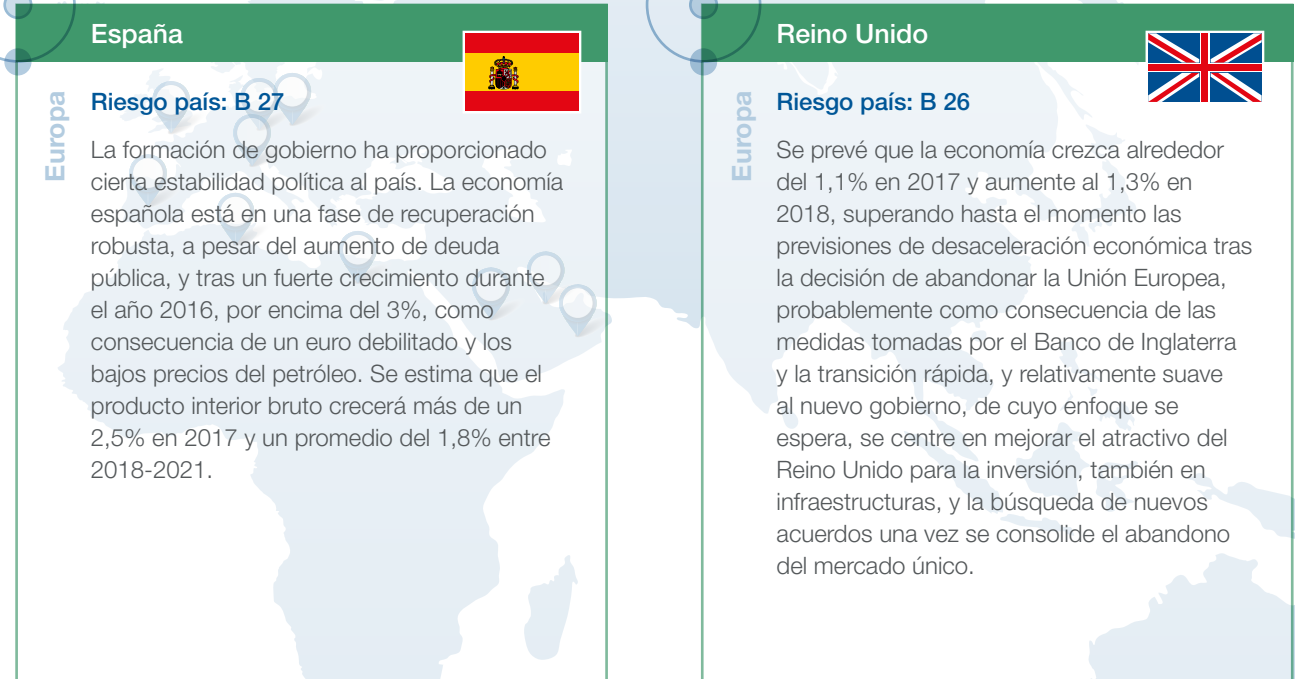 España
Europa
Riesgo país: B 27
La formación de gobierno ha proporcionado
cierta estabilidad política al país. La economía
española está en una fase de recuperación
robusta, a pesar del aumento de deuda
pública, y tras un fuerte crecimiento durante
el año 2016, por encima del 3%, como
consecuencia de un euro debilitado y los
bajos precios del petróleo. Se estima que el
producto interior bruto crecerá más de un
2,5% en 2017 y un promedio del 1,8% entre
2018-2021.
Reino Unido
Europa
Riesgo país: B 26
Se prevé que la economía crezca alrededor
del 1,1% en 2017 y aumente al 1,3% en
2018, superando hasta el momento las
previsiones de desaceleración económica tras
la decisión de abandonar la Unión Europea,
probablemente como consecuencia de las
medidas tomadas por el Banco de Inglaterra
y la transición rápida, y relativamente suave
al nuevo gobierno, de cuyo enfoque se
espera, se centre en mejorar el atractivo del
Reino Unido para la inversión, también en
infraestructuras, y la búsqueda de nuevos
acuerdos una vez se consolide el abandono
del mercado único.